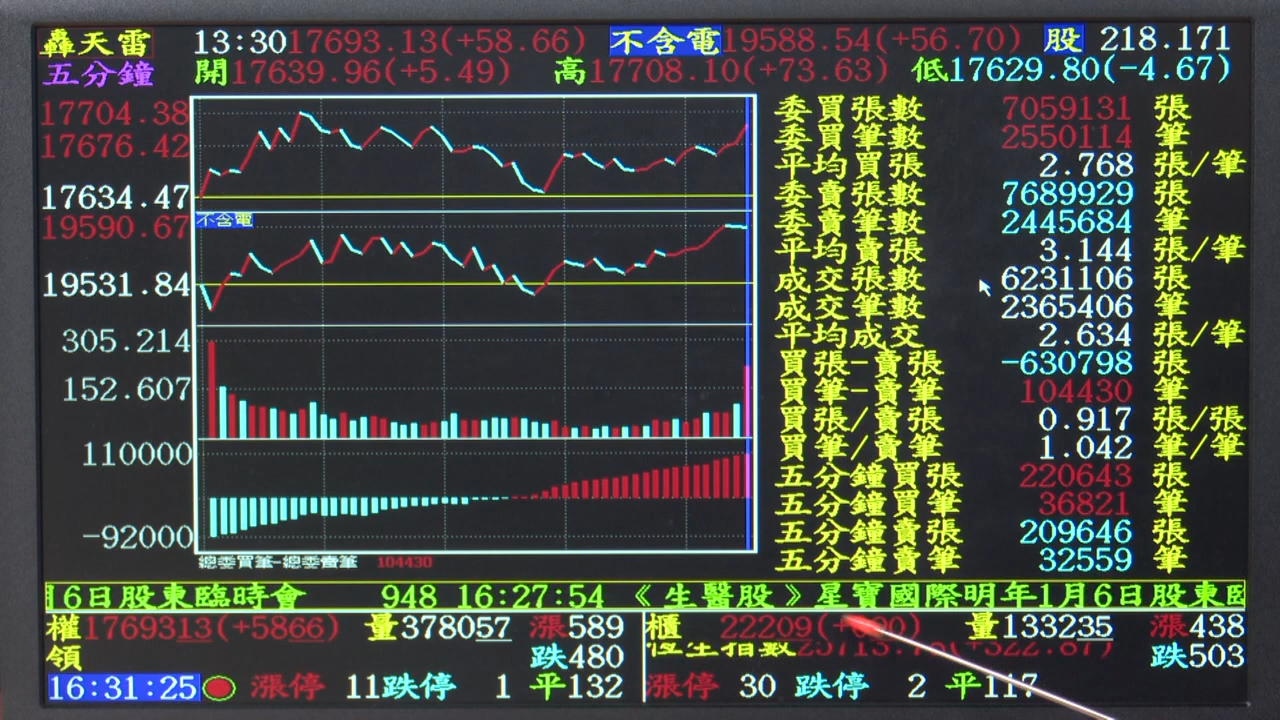 轟天雷 13:30 17693.13(+58.66) 不含電 19588.54(+56.70) 股 218.171
五分鐘 開17639.96(+5.49) 高17708.10(+73.63) 低17629.80(-4.67)
17704.38
17676.42
17634.47
不含電
19590.67
19531.84
305.214
152.607
110000
-92000
總委買筆-總委賣筆 104430
委買張數 7059131 張
委買筆數 2550114 筆
平均買張 2.768 張/筆
委賣張數 7689929 張
委賣筆數 2445684 筆
平均賣張 3.144 張/筆
成交張數 6231106 張
成交筆數 2365406 筆
平均成交 2.634 張/筆
買張-賣張 -630798 張
買筆-賣筆 104430 筆
買張/賣張 0.917 張/張
買筆/賣筆 1.042 筆/筆
五分鐘買張 220643 張
五分鐘買筆 36821 筆
五分鐘賣張 209646 張
五分鐘賣筆 32559 筆
月6日股東臨時會 948 16:27:54 《生醫股》星寶國際明年1月6日股東臨
權1769313(+5866) 量378057 漲589 櫃 22209( 量133235 漲438
領 跌480 恆生指數 跌503
16:31:25 漲停 11跌停 1 平132 漲停 30 跌停 2 平117